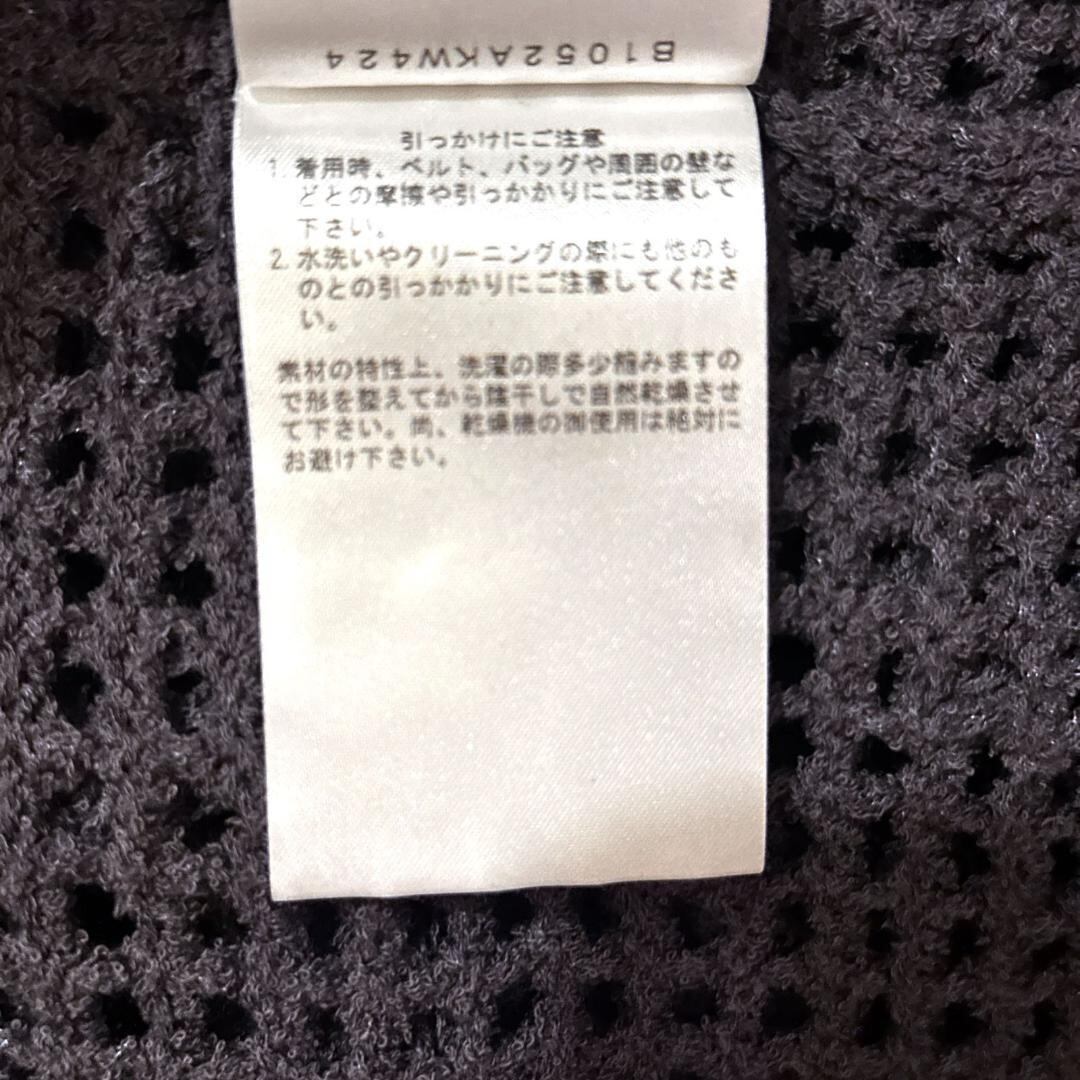 B1052AKW424
引っかけにご注意
1. 着用時、ベルト、バッグや周囲の壁な
どとの摩擦や引っかかりにご注意して
下さい。
2. 水洗いやクリーニングの際にも他のも
のとの引っかかりにご注意してくださ
い。
素材の特性上、洗濯の際多少縮みますの
で形を整えてから陰干しで自然乾燥させ
て下さい。尚、乾燥機の御使用は絶対に
お避け下さい。